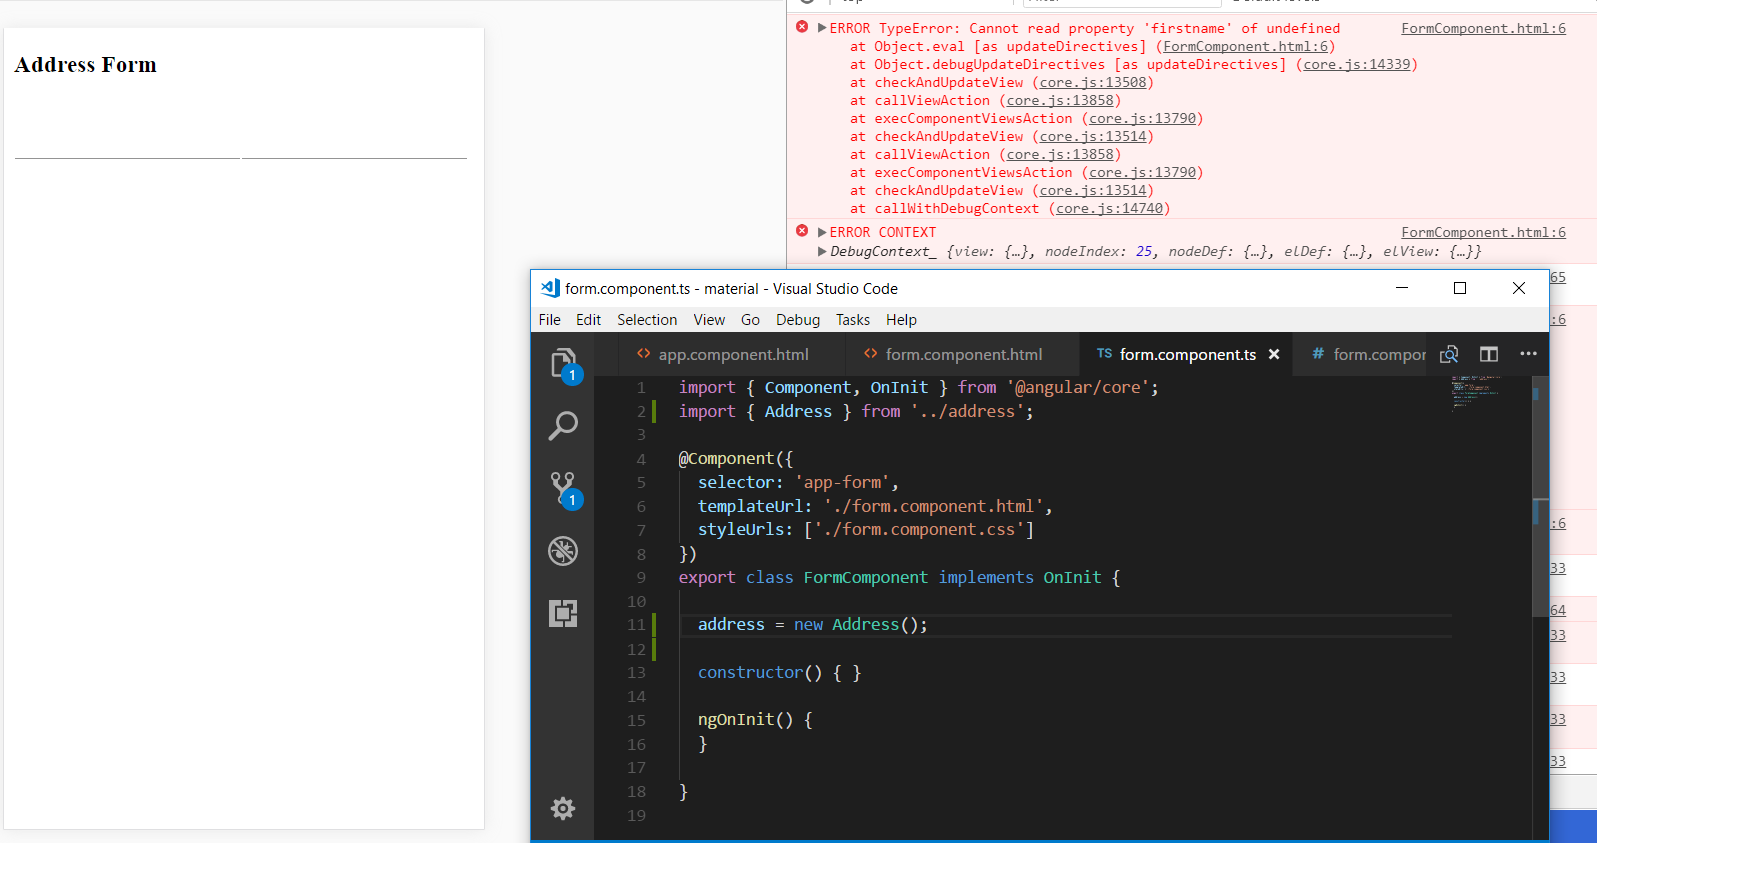 Address Form
ERROR TypeError: Cannot read property 'firstname' of undefined FormComponent.html:6
at Object.eval [as updateDirectives] (FormComponent.html:6)
at Object.debugUpdateDirectives [as updateDirectives] (core.js:14339)
at checkAndUpdateView (core.js:13508)
at callViewAction (core.js:13858)
at execComponentViewsAction (core.js:13790)
at checkAndUpdateView (core.js:13514)
at callViewAction (core.js:13858)
at execComponentViewsAction (core.js:13790)
at checkAndUpdateView (core.js:13514)
at callWithDebugContext (core.js:14740)
ERROR CONTEXT FormComponent.html:6
DebugContext_ {view: {…}, nodeIndex: 25, nodeDef: {…}, elDef: {…}, elView: {…}}
65
:6
:6
33
64
33
33
33
33
form.component.ts - material - Visual Studio Code
File Edit Selection View Go Debug Tasks Help
1
1
app.component.html form.component.html TS form.component.ts # form.compor
1 import { Component, OnInit } from '@angular/core';
2 import { Address } from '../address';
3
4 @Component({
5 selector: 'app-form',
6 templateUrl: './form.component.html',
7 styleUrls: ['./form.component.css']
8 })
9 export class FormComponent implements OnInit {
10
11 address = new Address();
12
13 constructor() { }
14
15 ngOnInit() {
16 }
17
18 }
19